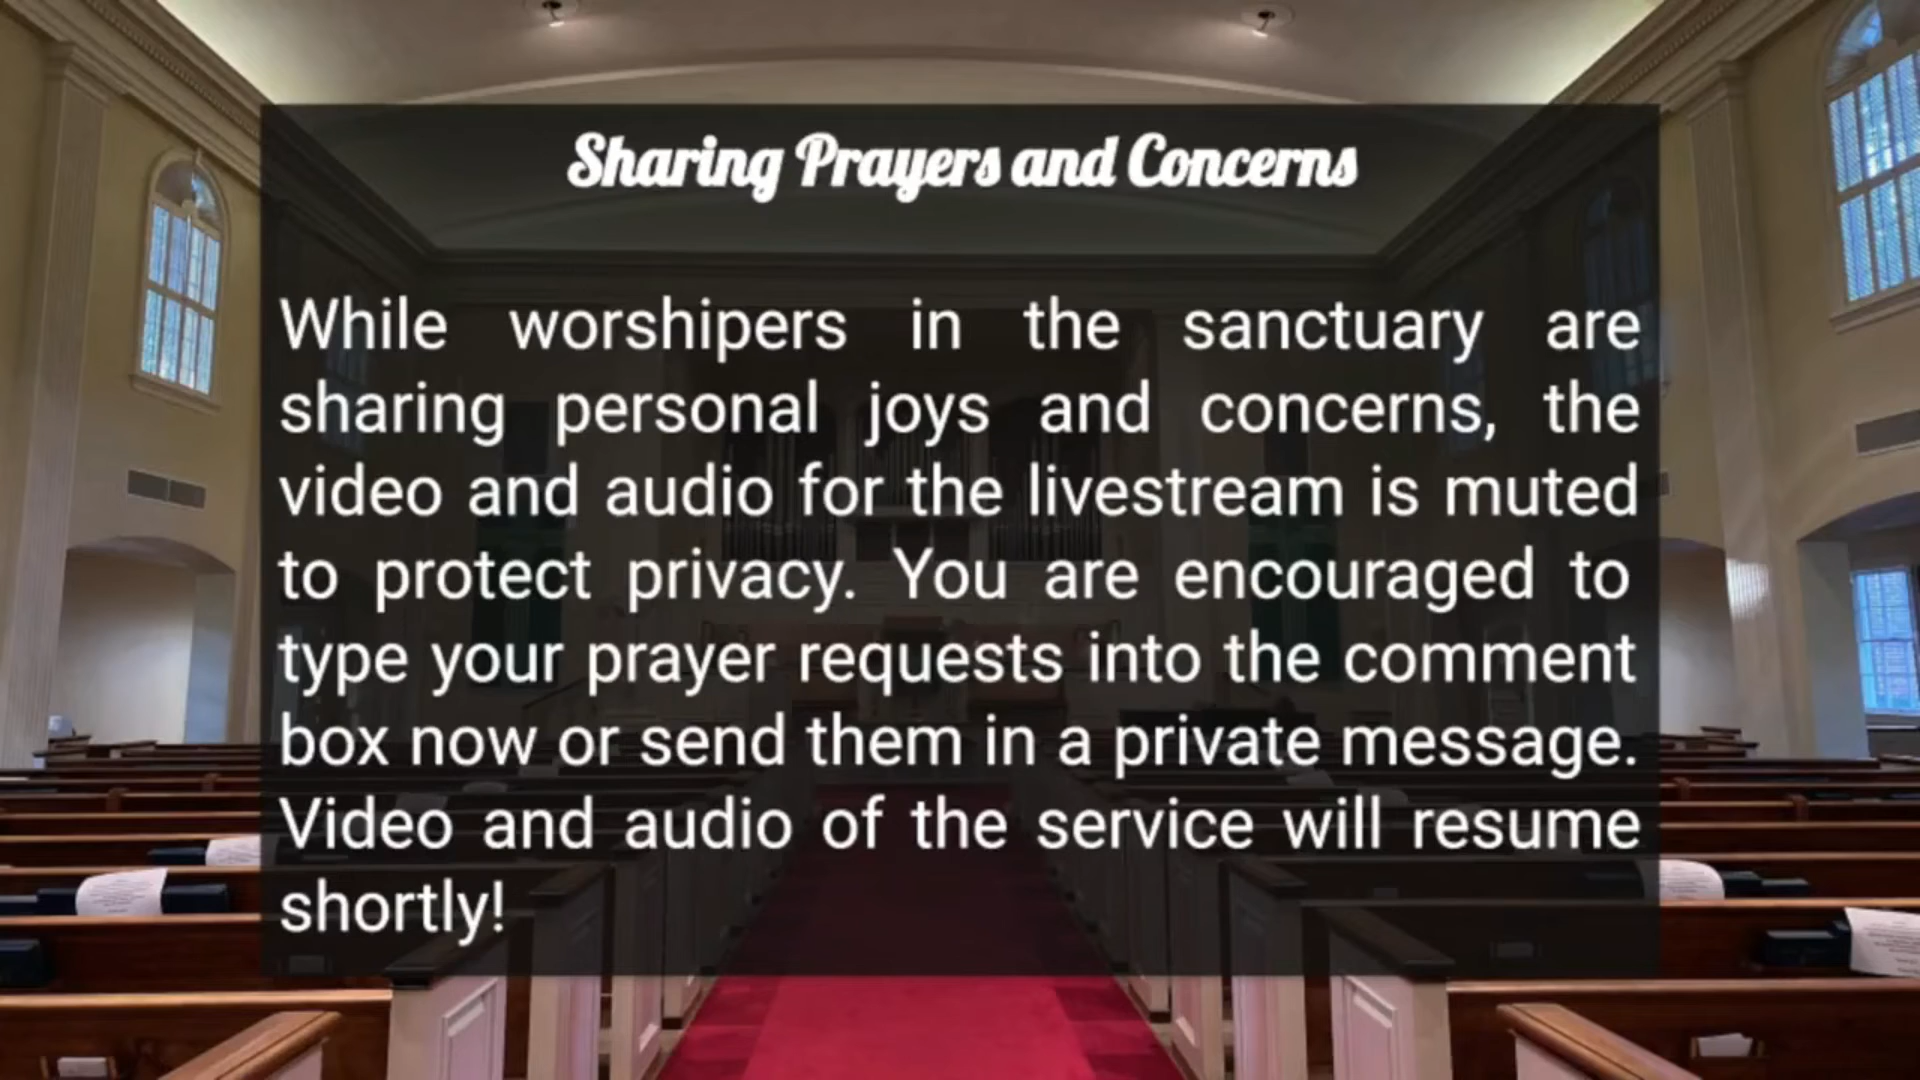 Sharing Prayers and Concerns
While worshipers in the sanctuary are
sharing personal joys and concerns, the
video and audio for the livestream is muted
to protect privacy. You are encouraged to
type your prayer requests into the comment
box now or send them in a private message.
Video and audio of the service will resume
shortly!